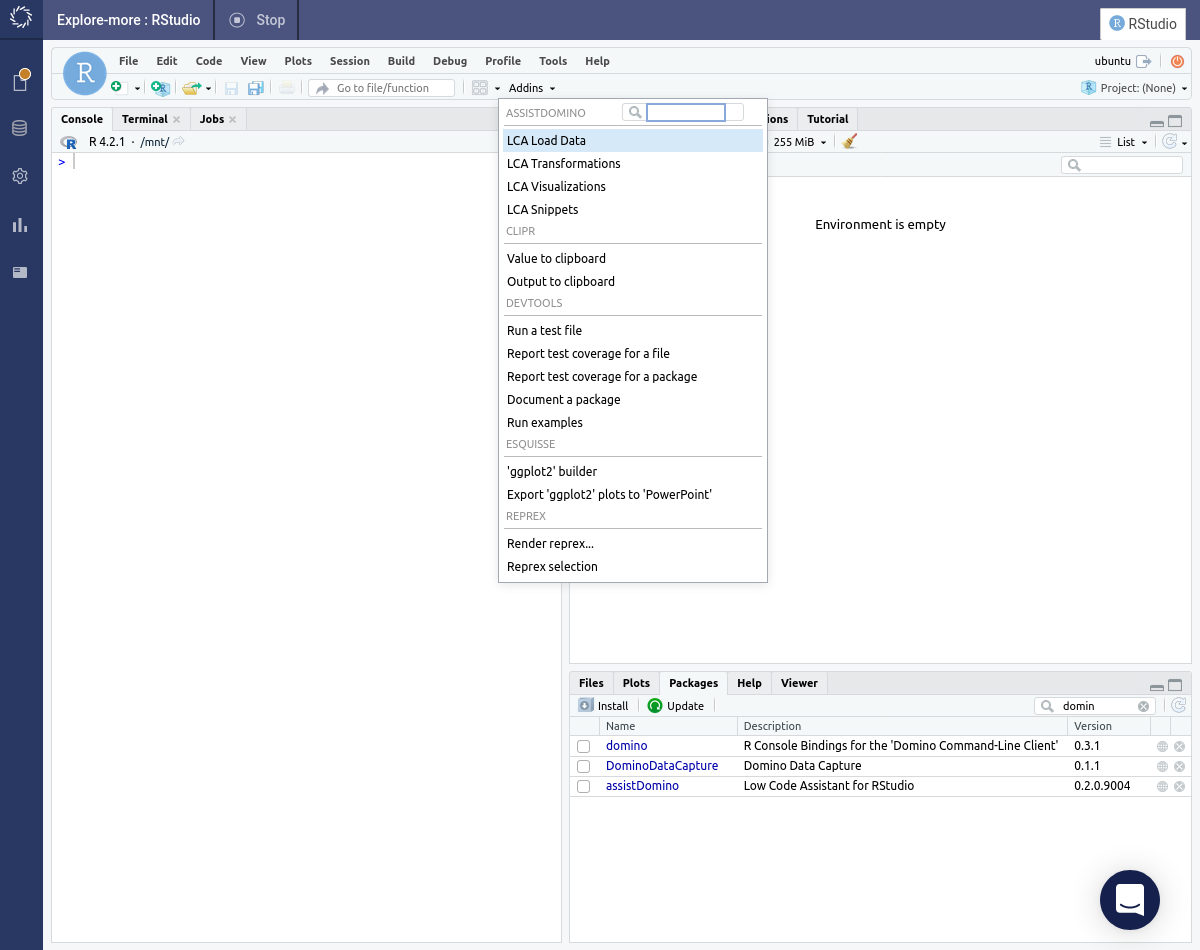 Explore-more : RStudio
Stop
RStudio
R
File Edit Code View Plots Session Build Debug Profile Tools Help
ubuntu
Go to file/function
Addins
Project: (None)
Console Terminal Jobs
ions Tutorial
R 4.2.1 · /mnt/
255 MiB
List
>
ASSISTDOMINO
LCA Load Data
LCA Transformations
LCA Visualizations
LCA Snippets
CLIPR
Value to clipboard
Output to clipboard
DEVTOOLS
Run a test file
Report test coverage for a file
Report test coverage for a package
Document a package
Run examples
ESQUISSE
'ggplot2' builder
Export 'ggplot2' plots to 'PowerPoint'
REPREX
Render reprex...
Reprex selection
Environment is empty
Files Plots Packages Help Viewer
Install Update domin
Name Description Version
domino R Console Bindings for the 'Domino Command-Line Client' 0.3.1
DominoDataCapture Domino Data Capture 0.1.1
assistDomino Low Code Assistant for RStudio 0.2.0.9004